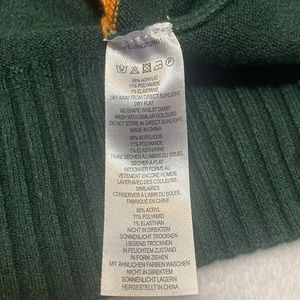 88% ACRYLIC
11% POLYAMIDE
1% ELASTANE
DRY AWAY FROM DIRECT SUNLIGHT
DRY FLAT
RE-SHAPE WHILST DAMP
WASH WITH SIMILAR COLOURS
DO NOT STORE IN DIRECT SUNLIGHT
MADE IN CHINA
88% ACRYLIQUE
11% POLYAMIDE
1% ÉLASTHANNE
FAIRE SÉCHER À L'ABRI DU SOLEIL
SÉCHER À PLAT
REDONNER FORME AU
VÊTEMENT ENCORE HUMIDE
LAVER AVEC DES COULEURS
SIMILAIRES
CONSERVER À L'ABRI DU SOLEIL
FABRIQUÉ EN CHINE
88% ACRYL
11% POLYAMID
1% ELASTHAN
NICHT IN DIREKTEM
SONNENLICHT TROCKNEN
LIEGEND TROCKNEN
IN FEUCHTEM ZUSTAND
IN FORM ZIEHEN
MIT ÄHNLICHEN FARBEN WASCHEN
NICHT IN DIREKTEM
SONNENLICHT LAGERN
HERGESTELLT IN CHINA